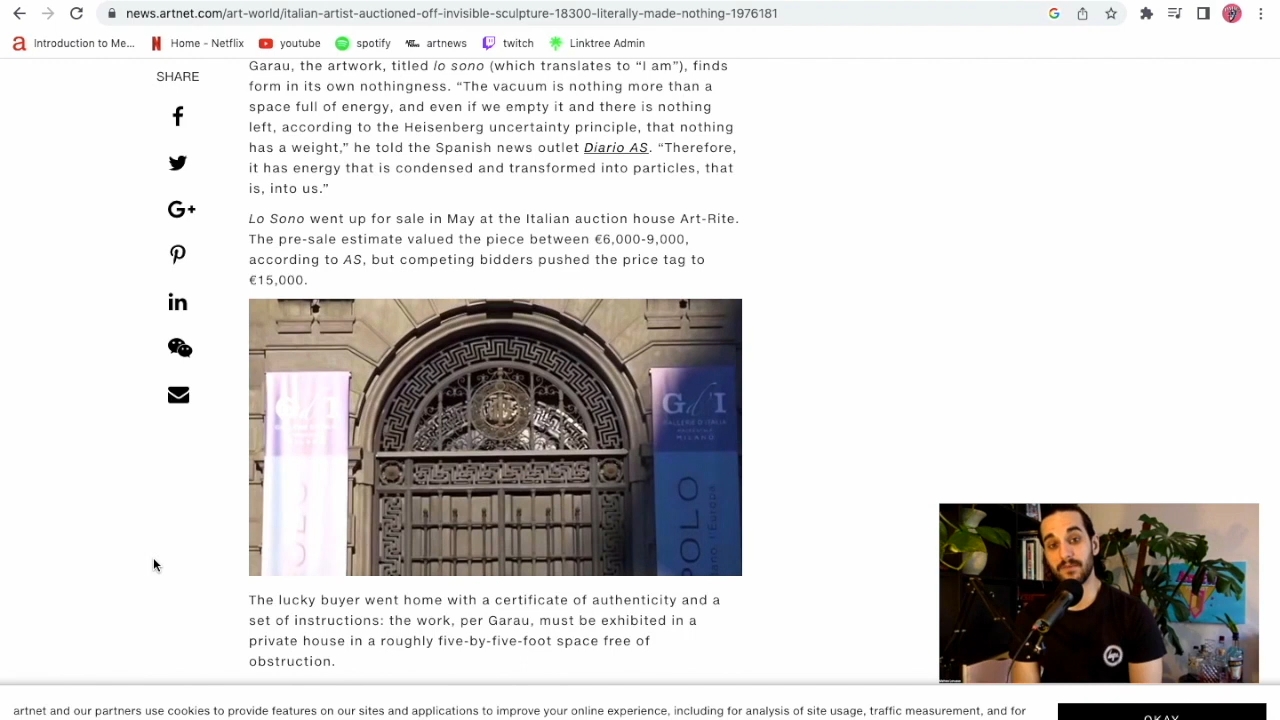 news.artnet.com/art-world/italian-artist-auctioned-off-invisible-sculpture-18300-literally-made-nothing-1976181
Introduction to Me... Home - Netflix youtube spotify artnews twitch Linktree Admin
SHARE
Garau, the artwork, titled Io sono (which translates to “I am”), finds
form in its own nothingness. “The vacuum is nothing more than a
space full of energy, and even if we empty it and there is nothing
left, according to the Heisenberg uncertainty principle, that nothing
has a weight,” he told the Spanish news outlet Diario AS. “Therefore,
it has energy that is condensed and transformed into particles, that
is, into us.”
Lo Sono went up for sale in May at the Italian auction house Art-Rite.
The pre-sale estimate valued the piece between €6,000-9,000,
according to AS, but competing bidders pushed the price tag to
€15,000.
Gd'I
Gd'I
GALLERIE D'ITALIA
MILANO
OLO
POLO
The lucky buyer went home with a certificate of authenticity and a
set of instructions: the work, per Garau, must be exhibited in a
private house in a roughly five-by-five-foot space free of
obstruction.
artnet and our partners use cookies to provide features on our sites and applications to improve your online experience, including for analysis of site usage, traffic measurement, and for
OKAY